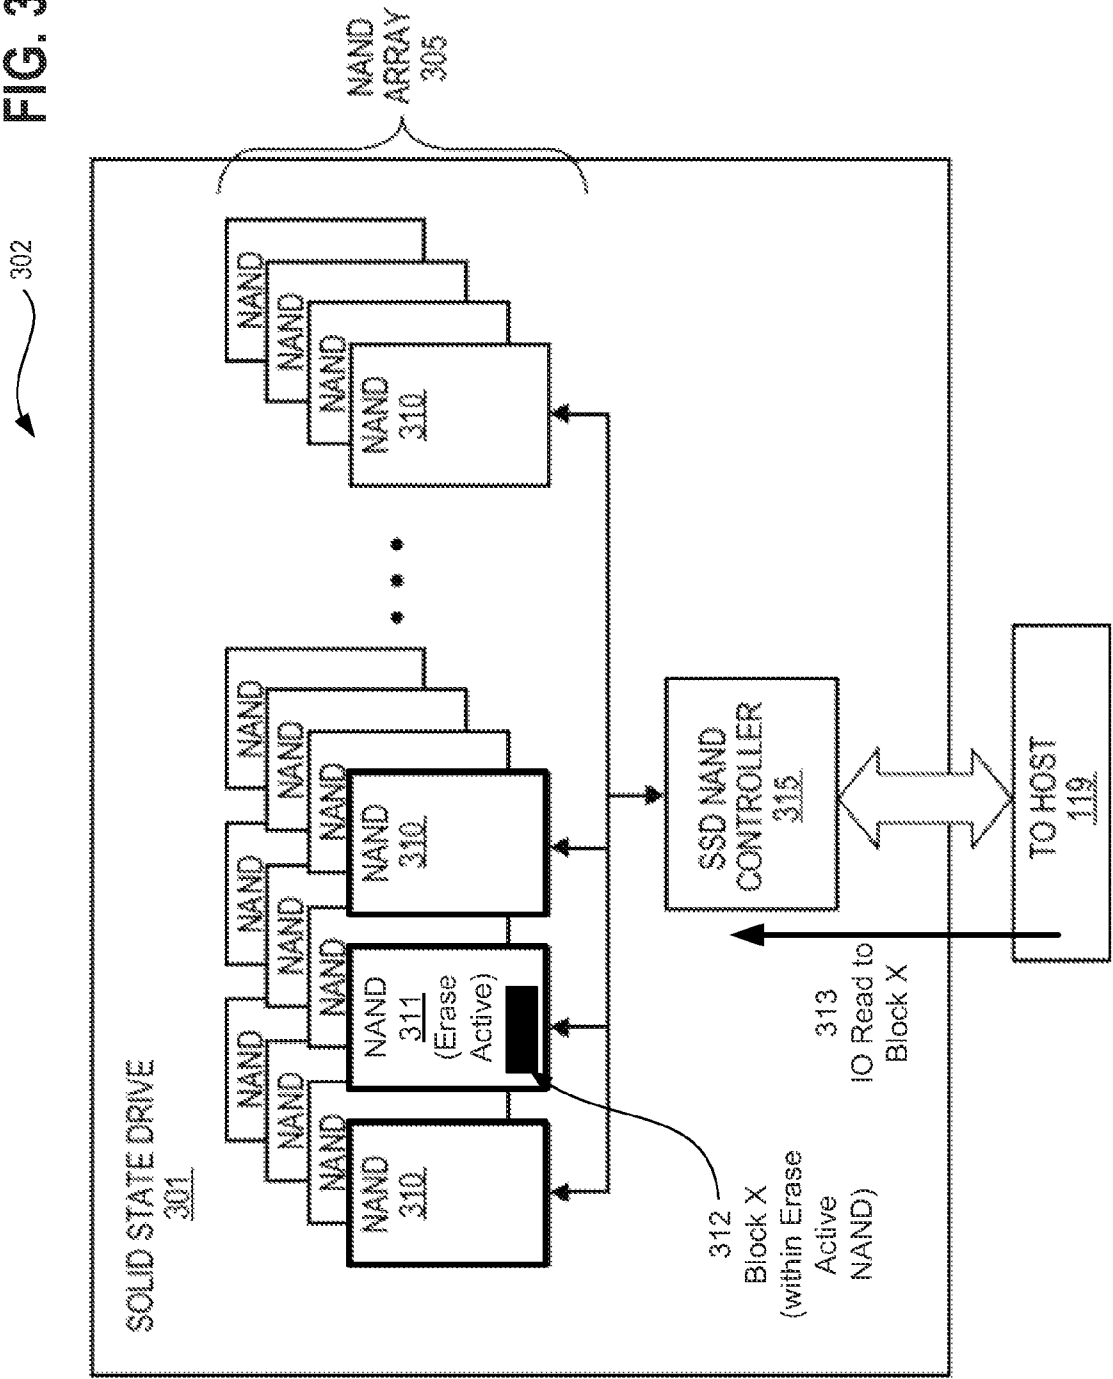 FIG. 3
302
SOLID STATE DRIVE
301
NAND
ARRAY
305
NAND
NAND
NAND
NAND
310
NAND
NAND
NAND
NAND
311
(Erase
Active)
NAND
NAND
NAND
NAND
310
NAND
NAND
NAND
NAND
310
312
Block X
(within Erase
Active
NAND)
SSD NAND
CONTROLLER
315
313
IO Read to
Block X
TO HOST
119